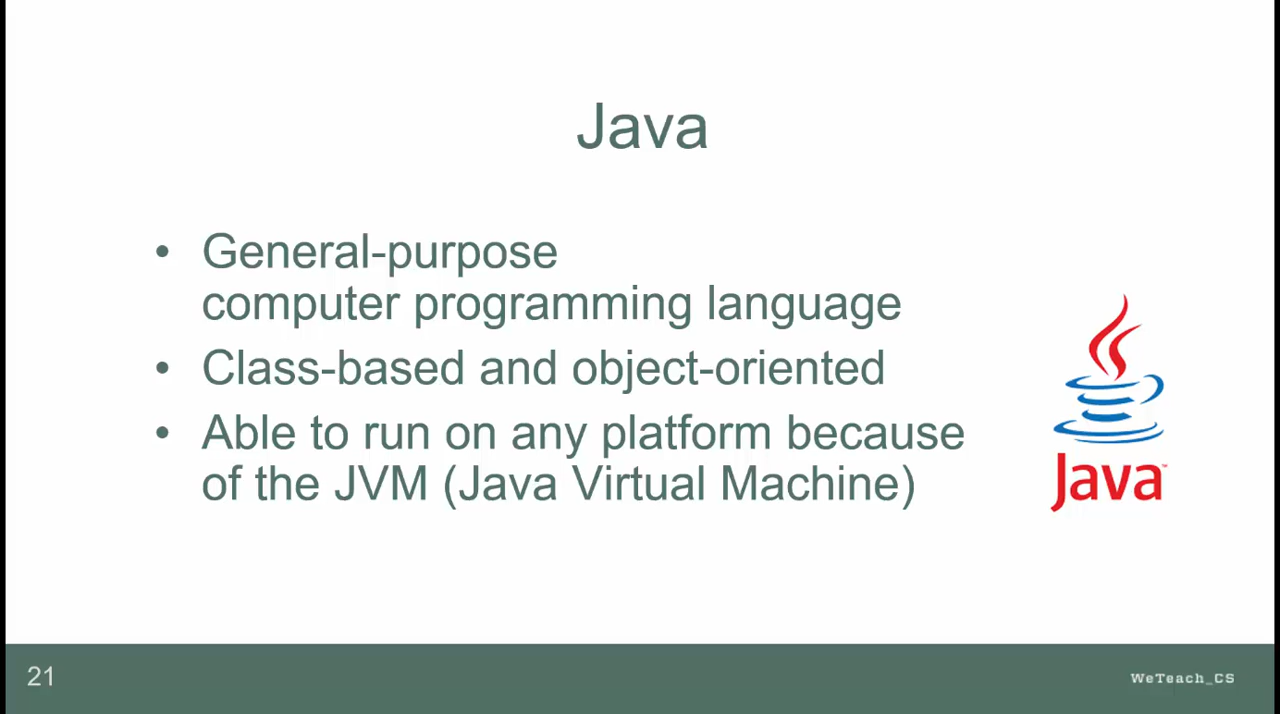 Java
• General-purpose
computer programming language
• Class-based and object-oriented
• Able to run on any platform because
of the JVM (Java Virtual Machine)
Java™
21
WeTeach_CS